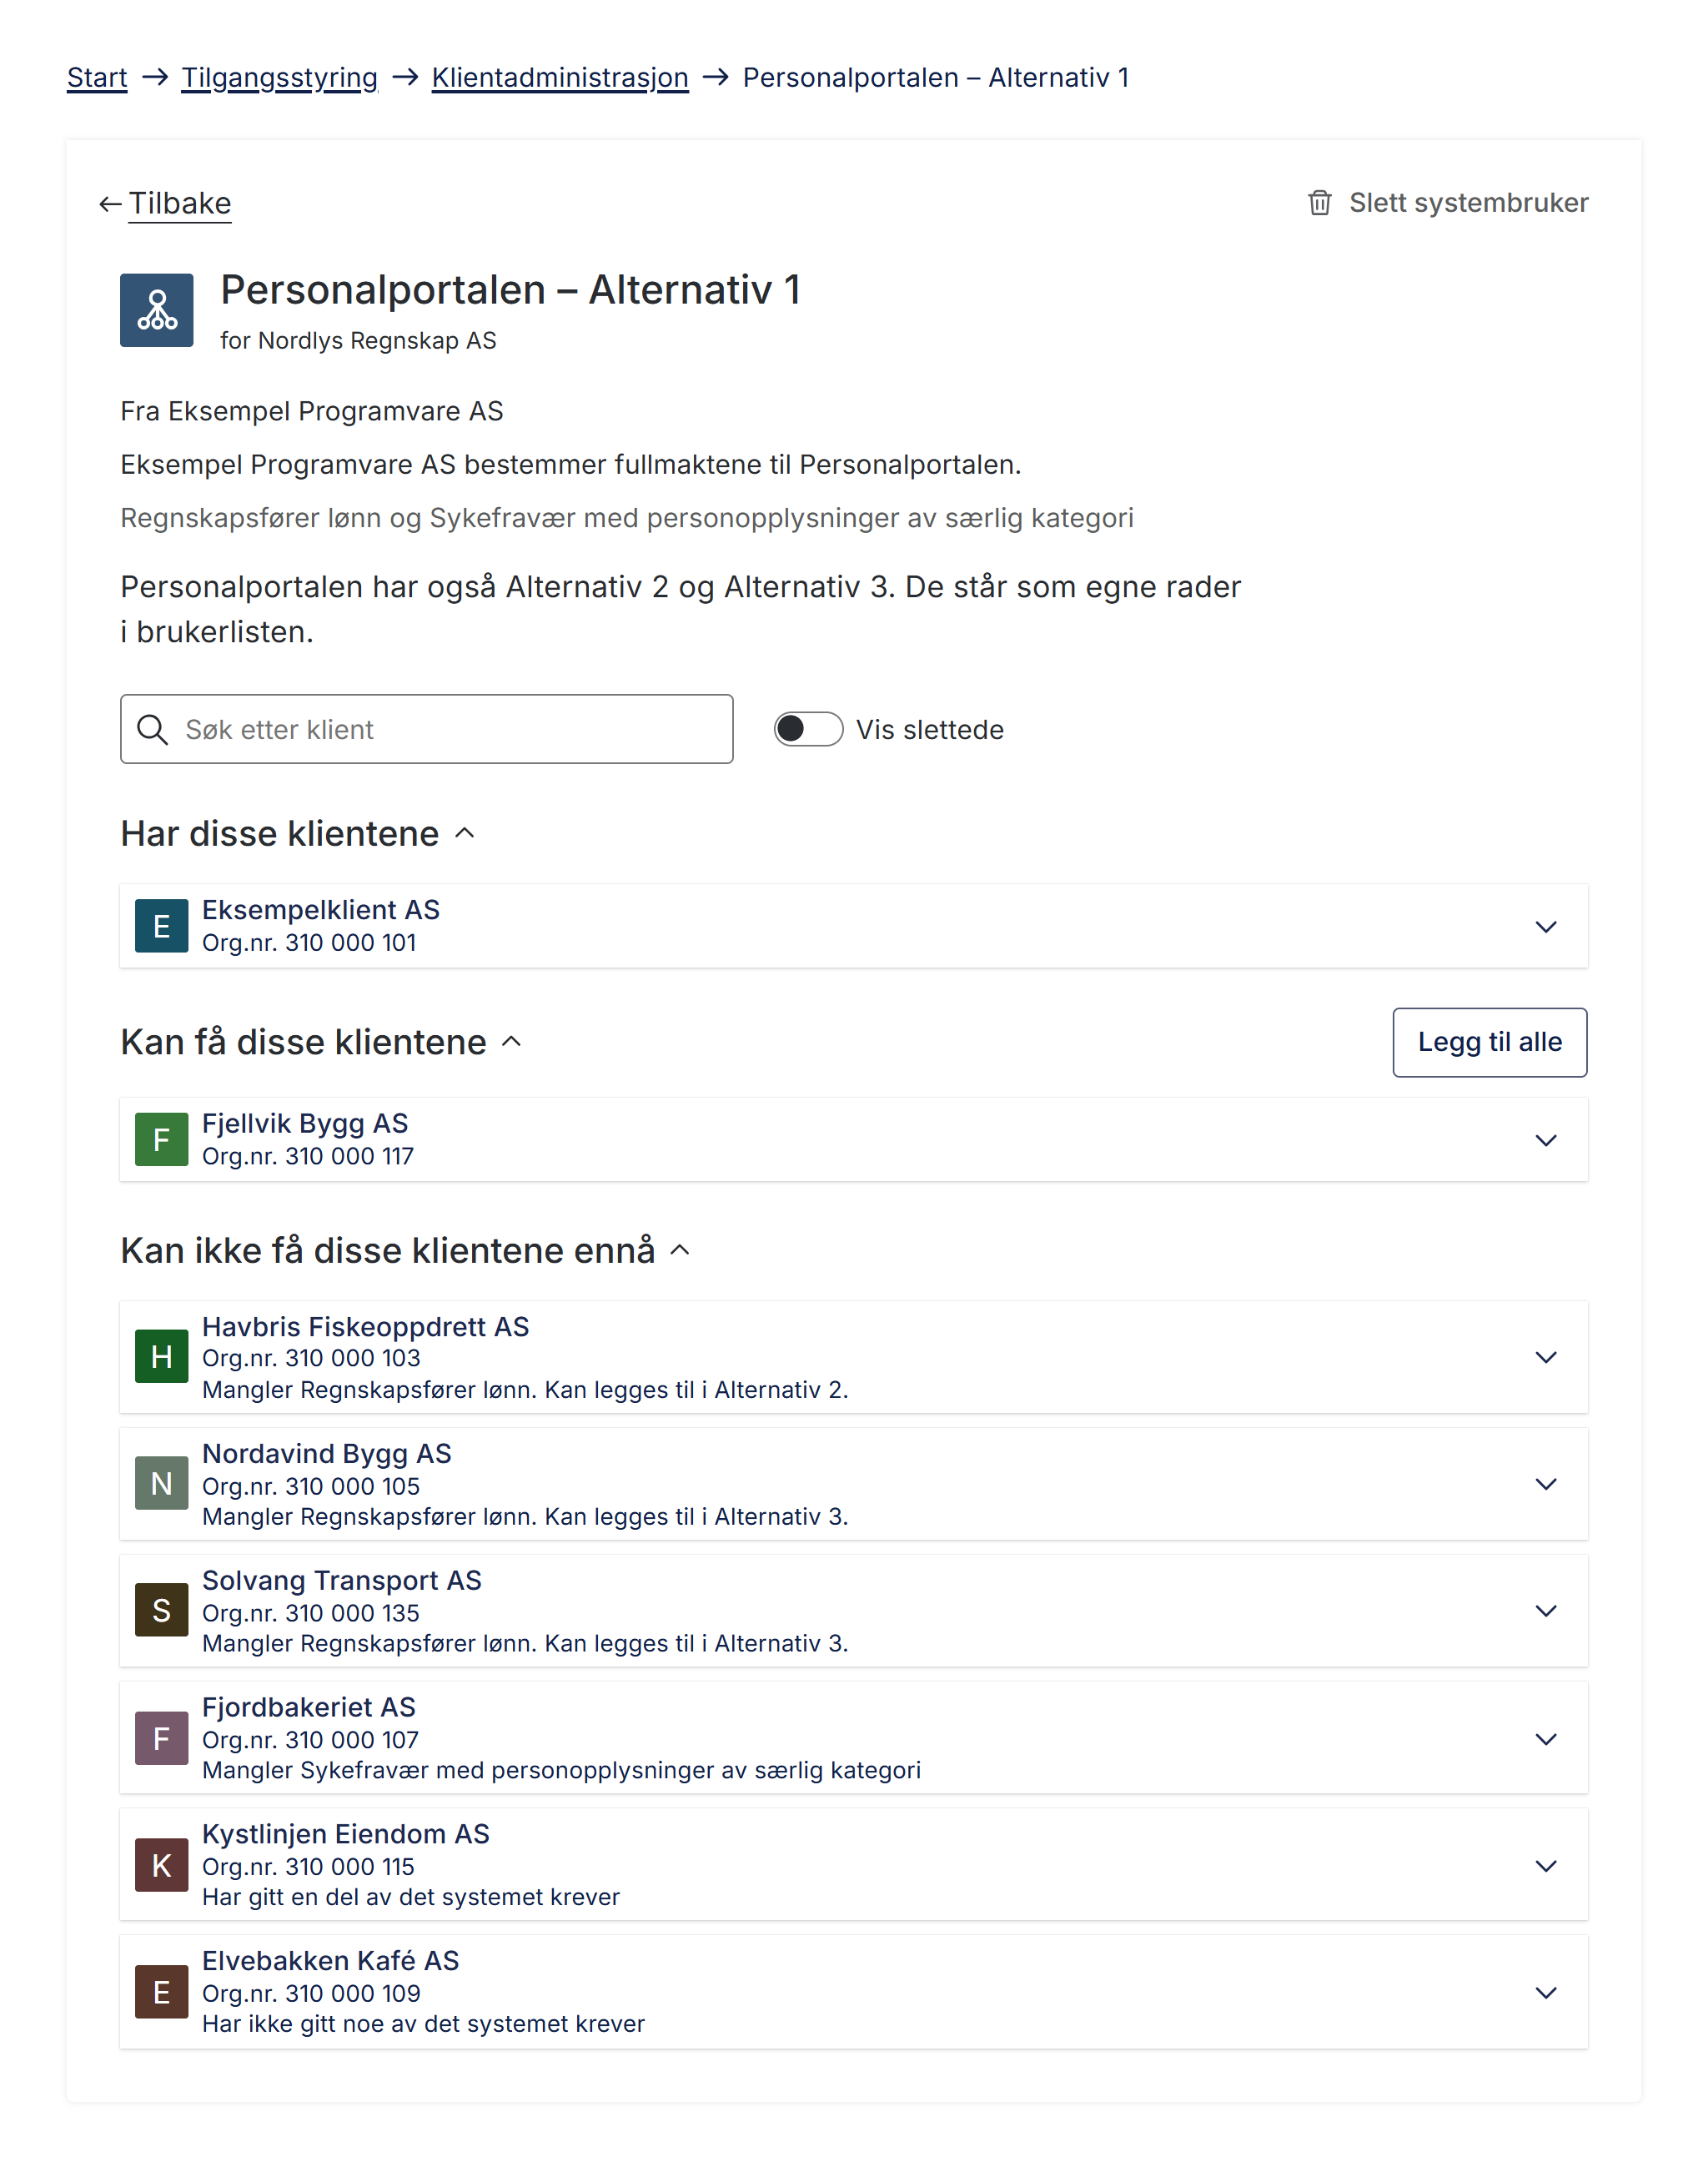 Start → Tilgangsstyring → Klientadministrasjon → Personalportalen – Alternativ 1
← Tilbake
Slett systembruker
Personalportalen – Alternativ 1
for Nordlys Regnskap AS
Fra Eksempel Programvare AS
Eksempel Programvare AS bestemmer fullmaktene til Personalportalen.
Regnskapsfører lønn og Sykefravær med personopplysninger av særlig kategori
Personalportalen har også Alternativ 2 og Alternativ 3. De står som egne rader
i brukerlisten.
Søk etter klient
Vis slettede
Har disse klientene
E
Eksempelklient AS
Org.nr. 310 000 101
Kan få disse klientene
Legg til alle
F
Fjellvik Bygg AS
Org.nr. 310 000 117
Kan ikke få disse klientene ennå
H
Havbris Fiskeoppdrett AS
Org.nr. 310 000 103
Mangler Regnskapsfører lønn. Kan legges til i Alternativ 2.
N
Nordavind Bygg AS
Org.nr. 310 000 105
Mangler Regnskapsfører lønn. Kan legges til i Alternativ 3.
S
Solvang Transport AS
Org.nr. 310 000 135
Mangler Regnskapsfører lønn. Kan legges til i Alternativ 3.
F
Fjordbakeriet AS
Org.nr. 310 000 107
Mangler Sykefravær med personopplysninger av særlig kategori
K
Kystlinjen Eiendom AS
Org.nr. 310 000 115
Har gitt en del av det systemet krever
E
Elvebakken Kafé AS
Org.nr. 310 000 109
Har ikke gitt noe av det systemet krever